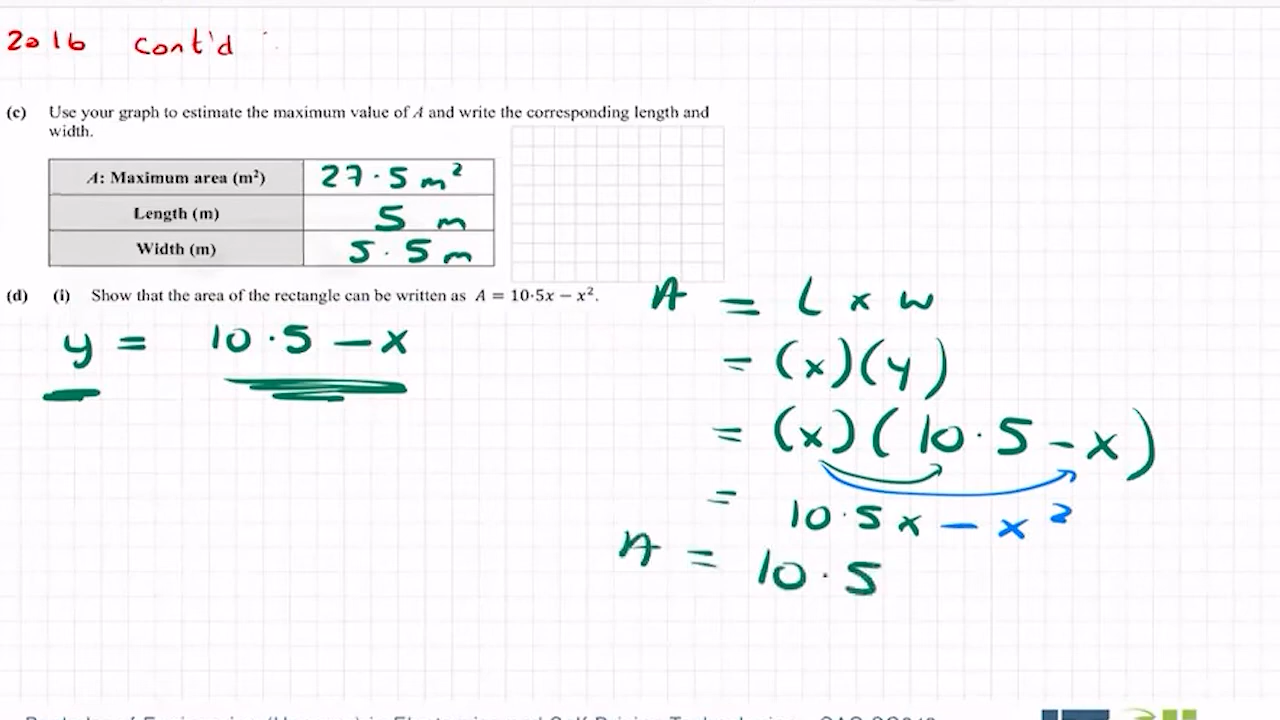 2016 cont'd
(c) Use your graph to estimate the maximum value of A and write the corresponding length and
width.
A: Maximum area (m²) 27·5 m²
Length (m) 5 m
Width (m) 5·5 m
(d) (i) Show that the area of the rectangle can be written as A = 10·5x − x².
y = 10·5 − x
A = L × W
= (x)(y)
= (x)(10·5 − x)
= 10·5x − x²
A = 10·5